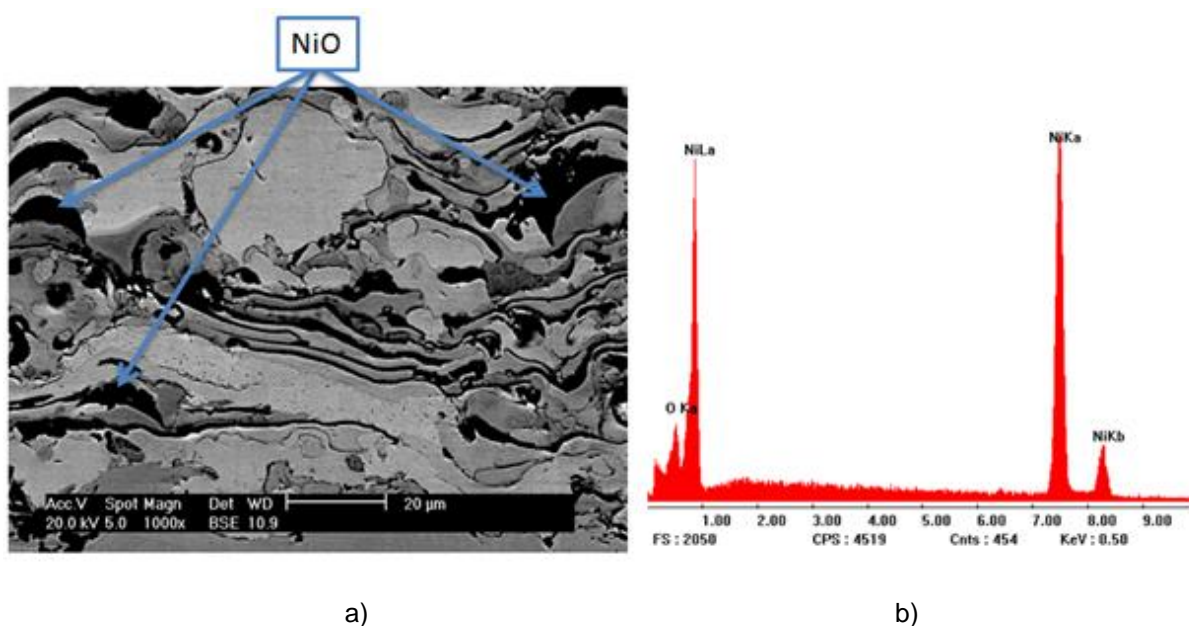 NiO
Acc.V Spot Magn Det WD 20 µm
20.0 kV 5.0 1000x BSE 10.9
NiLa
O Ka
NiKa
NiKb
1.00 2.00 3.00 4.00 5.00 6.00 7.00 8.00 9.00
FS : 2050 CPS : 4519 Cnts : 454 KeV : 0.50
a) b)